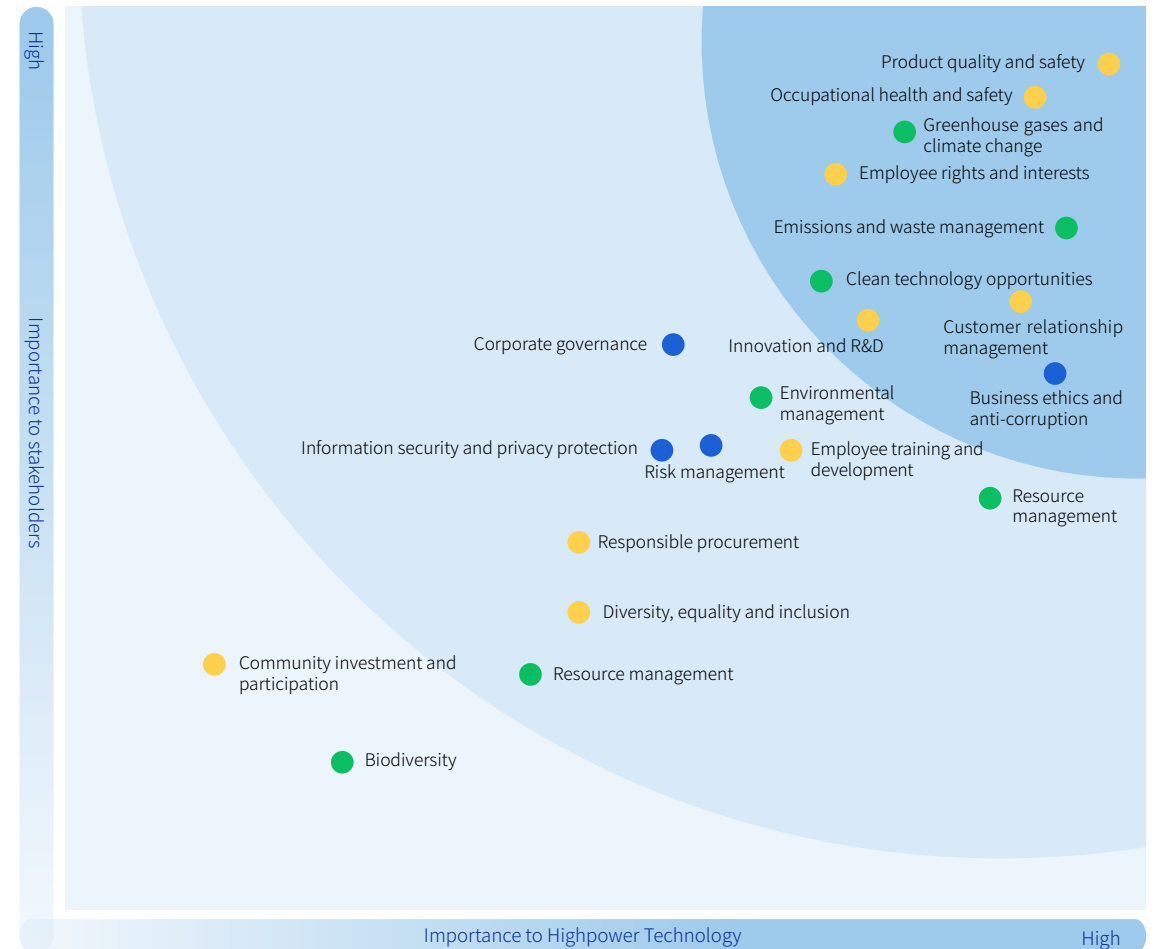 High
Importance to stakeholders
Product quality and safety
Occupational health and safety
Greenhouse gases and
climate change
Employee rights and interests
Emissions and waste management
Clean technology opportunities
Customer relationship
management
Innovation and R&D
Corporate governance
Business ethics and
anti-corruption
Environmental
management
Information security and privacy protection
Risk management
Employee training and
development
Resource
management
Responsible procurement
Diversity, equality and inclusion
Community investment and
participation
Resource management
Biodiversity
Importance to Highpower Technology
High